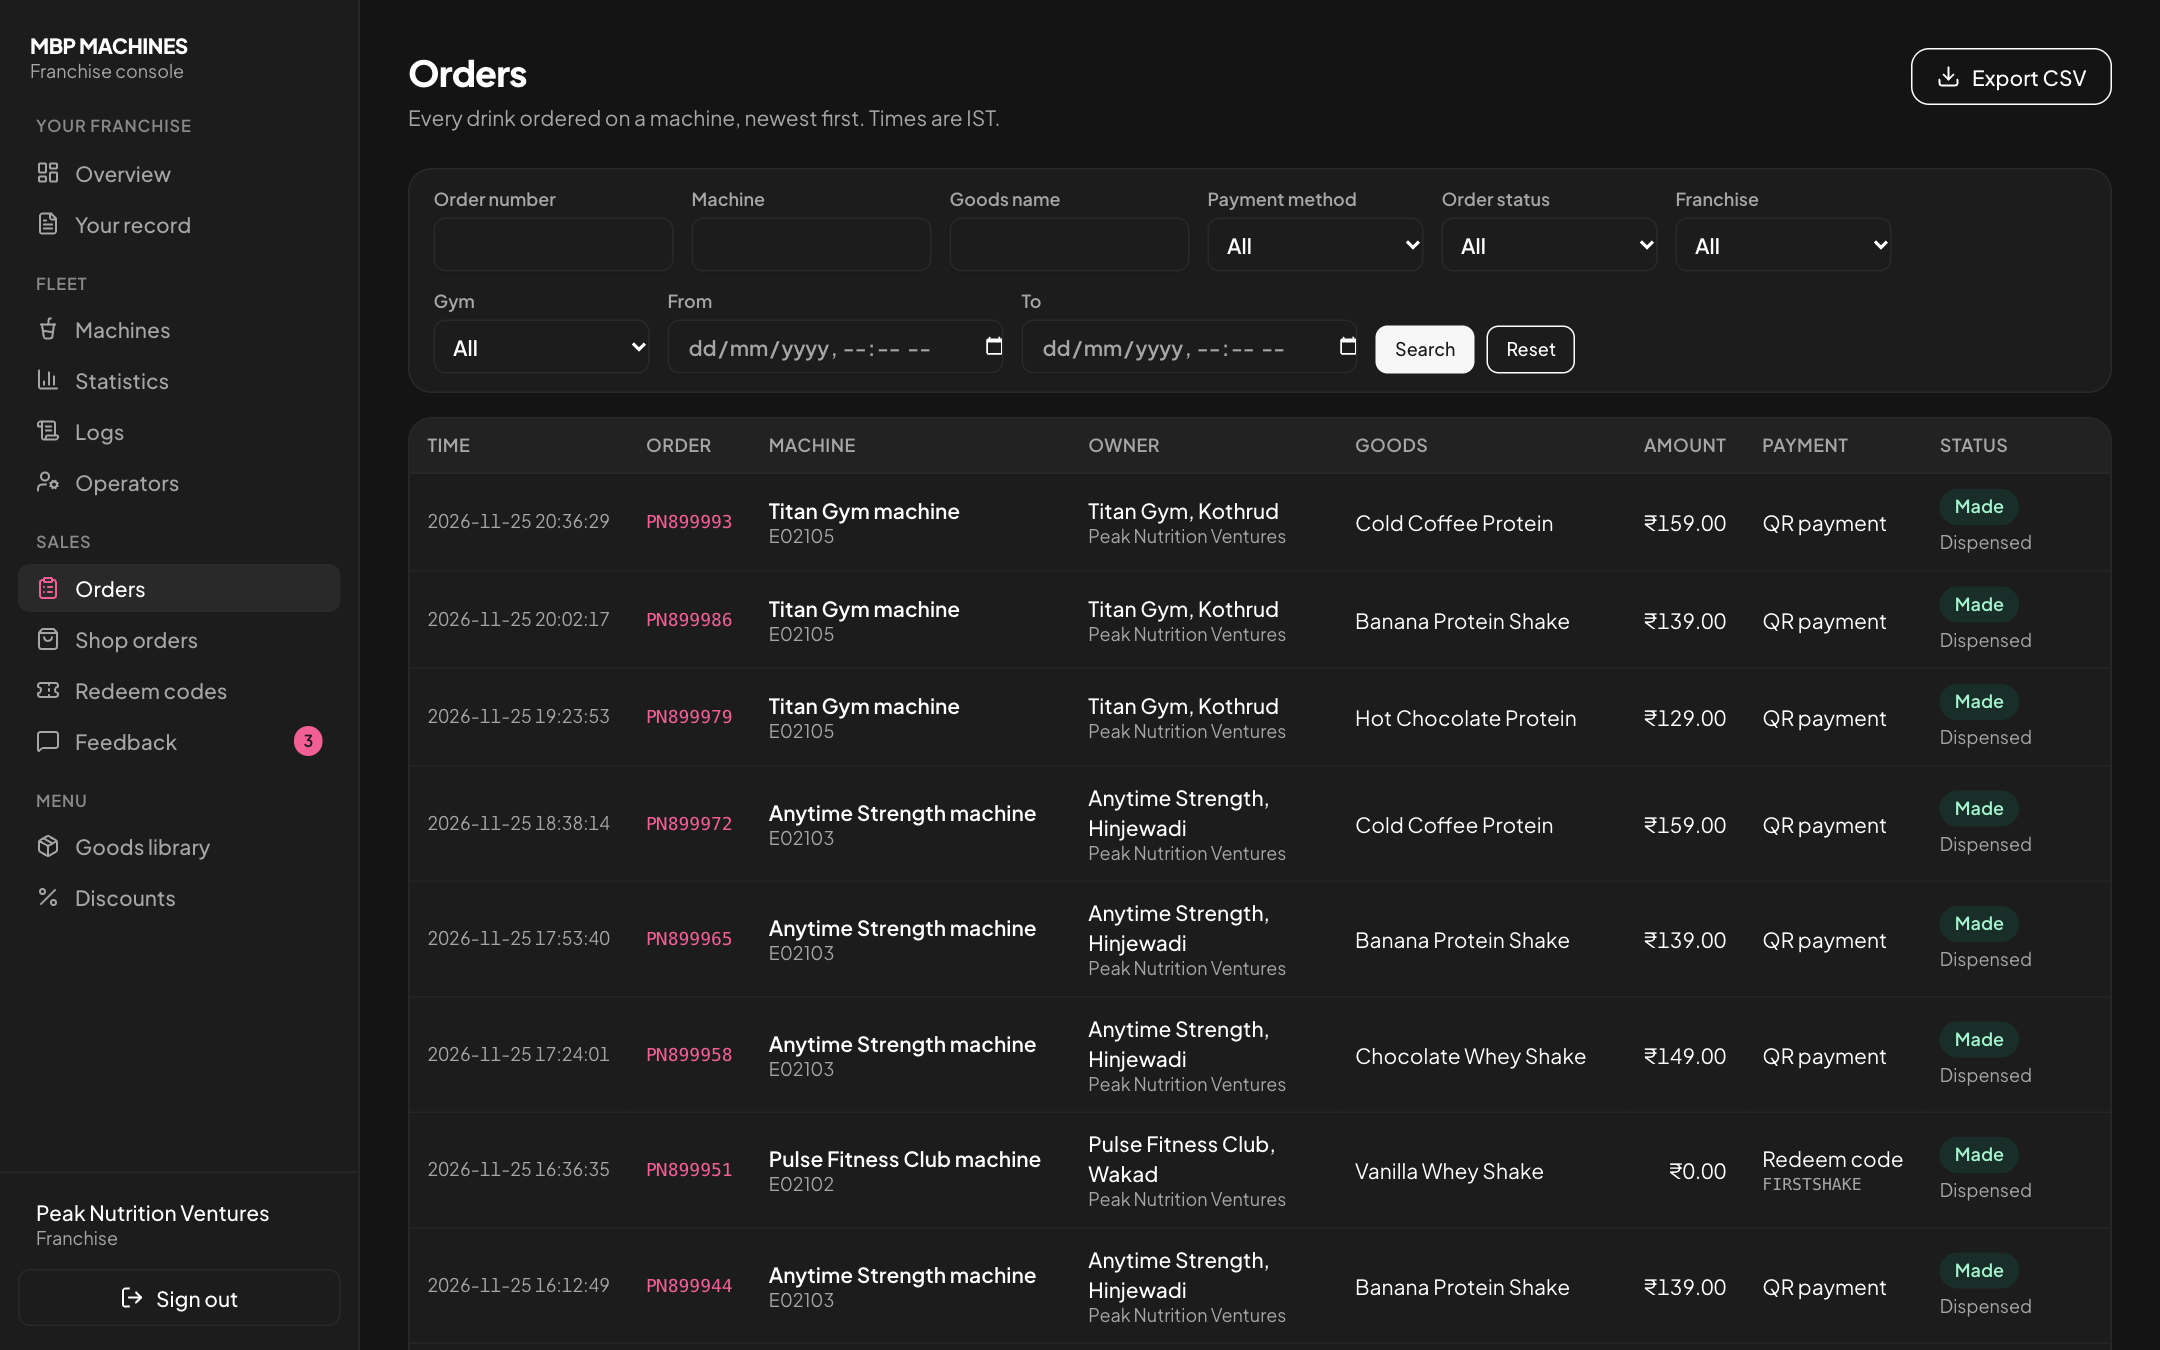 MBP MACHINES
Franchise console
YOUR FRANCHISE
Overview
Your record
FLEET
Machines
Statistics
Logs
Operators
SALES
Orders
Shop orders
Redeem codes
Feedback 3
MENU
Goods library
Discounts
Peak Nutrition Ventures
Franchise
Sign out
Orders
Every drink ordered on a machine, newest first. Times are IST.
Export CSV
Order number Machine Goods name Payment method Order status Franchise
All All All
Gym From To
All dd/mm/yyyy, --:-- -- dd/mm/yyyy, --:-- -- Search Reset
TIME ORDER MACHINE OWNER GOODS AMOUNT PAYMENT STATUS
2026-11-25 20:36:29 PN899993 Titan Gym machine E02105 Titan Gym, Kothrud Peak Nutrition Ventures Cold Coffee Protein ₹159.00 QR payment Made Dispensed
2026-11-25 20:02:17 PN899986 Titan Gym machine E02105 Titan Gym, Kothrud Peak Nutrition Ventures Banana Protein Shake ₹139.00 QR payment Made Dispensed
2026-11-25 19:23:53 PN899979 Titan Gym machine E02105 Titan Gym, Kothrud Peak Nutrition Ventures Hot Chocolate Protein ₹129.00 QR payment Made Dispensed
2026-11-25 18:38:14 PN899972 Anytime Strength machine E02103 Anytime Strength, Hinjewadi Peak Nutrition Ventures Cold Coffee Protein ₹159.00 QR payment Made Dispensed
2026-11-25 17:53:40 PN899965 Anytime Strength machine E02103 Anytime Strength, Hinjewadi Peak Nutrition Ventures Banana Protein Shake ₹139.00 QR payment Made Dispensed
2026-11-25 17:24:01 PN899958 Anytime Strength machine E02103 Anytime Strength, Hinjewadi Peak Nutrition Ventures Chocolate Whey Shake ₹149.00 QR payment Made Dispensed
2026-11-25 16:36:35 PN899951 Pulse Fitness Club machine E02102 Pulse Fitness Club, Wakad Peak Nutrition Ventures Vanilla Whey Shake ₹0.00 Redeem code FIRSTSHAKE Made Dispensed
2026-11-25 16:12:49 PN899944 Anytime Strength machine E02103 Anytime Strength, Hinjewadi Peak Nutrition Ventures Banana Protein Shake ₹139.00 QR payment Made Dispensed